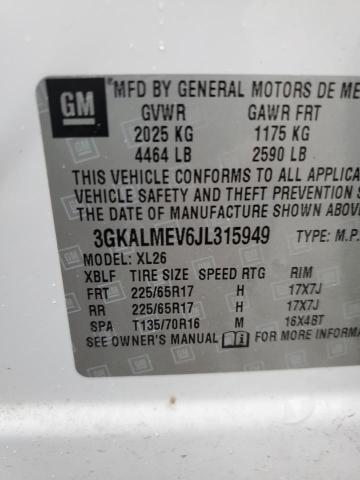 GM
MFD BY GENERAL MOTORS DE ME
GVWR GAWR FRT
2025 KG 1175 KG
4464 LB 2590 LB
THIS VEHICLE CONFORMS TO ALL APPLICA
VEHICLE SAFETY AND THEFT PREVENTION S
THE DATE OF MANUFACTURE SHOWN ABOV
3GKALMEV6JL315949 TYPE: M.P.
MODEL: XL26
XBLF TIRE SIZE SPEED RTG RIM
FRT 225/65R17 H 17X7J
RR 225/65R17 H 17X7J
SPA T135/70R16 M 16X4BT
SEE OWNER'S MANUAL FOR MORE INFORM